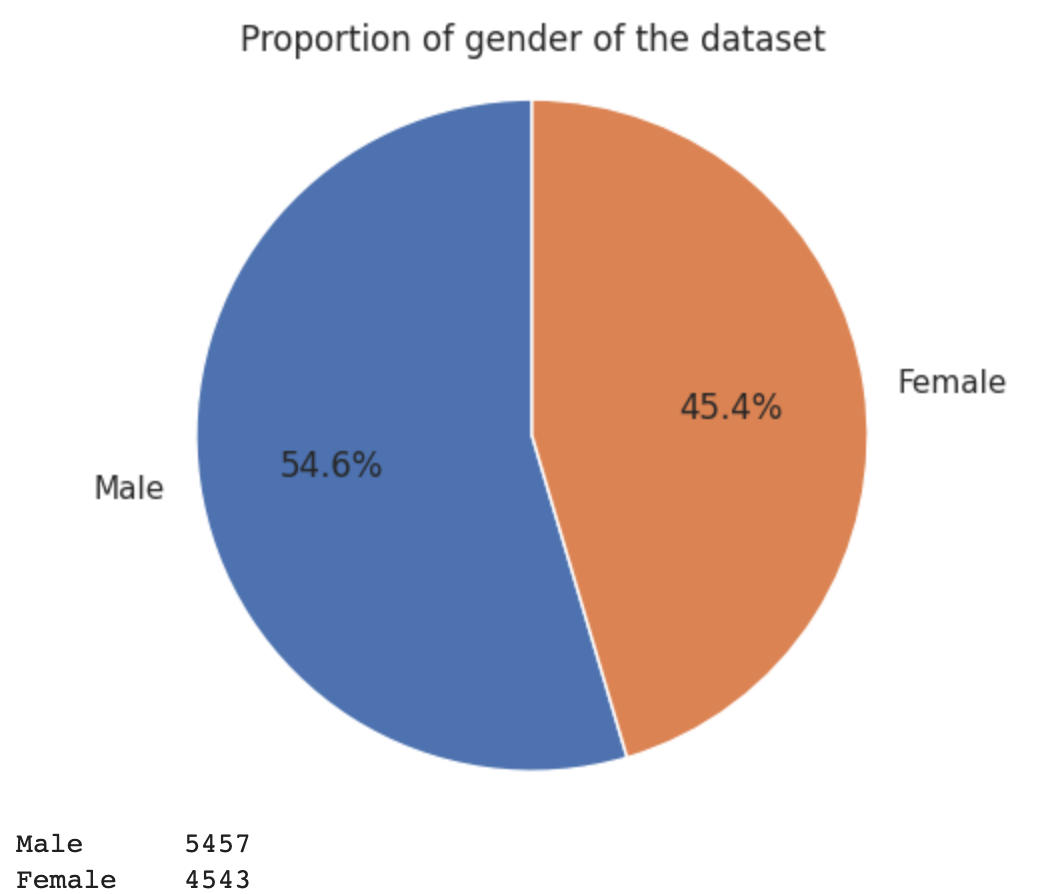 Proportion of gender of the dataset
Female
45.4%
54.6%
Male
Male 5457
Female 4543